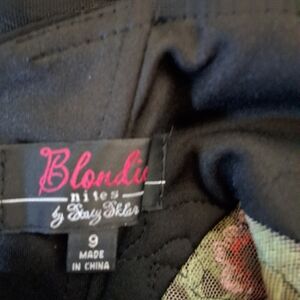 Blondie
nites
by Stacy Sklar
9
MADE
IN CHINA